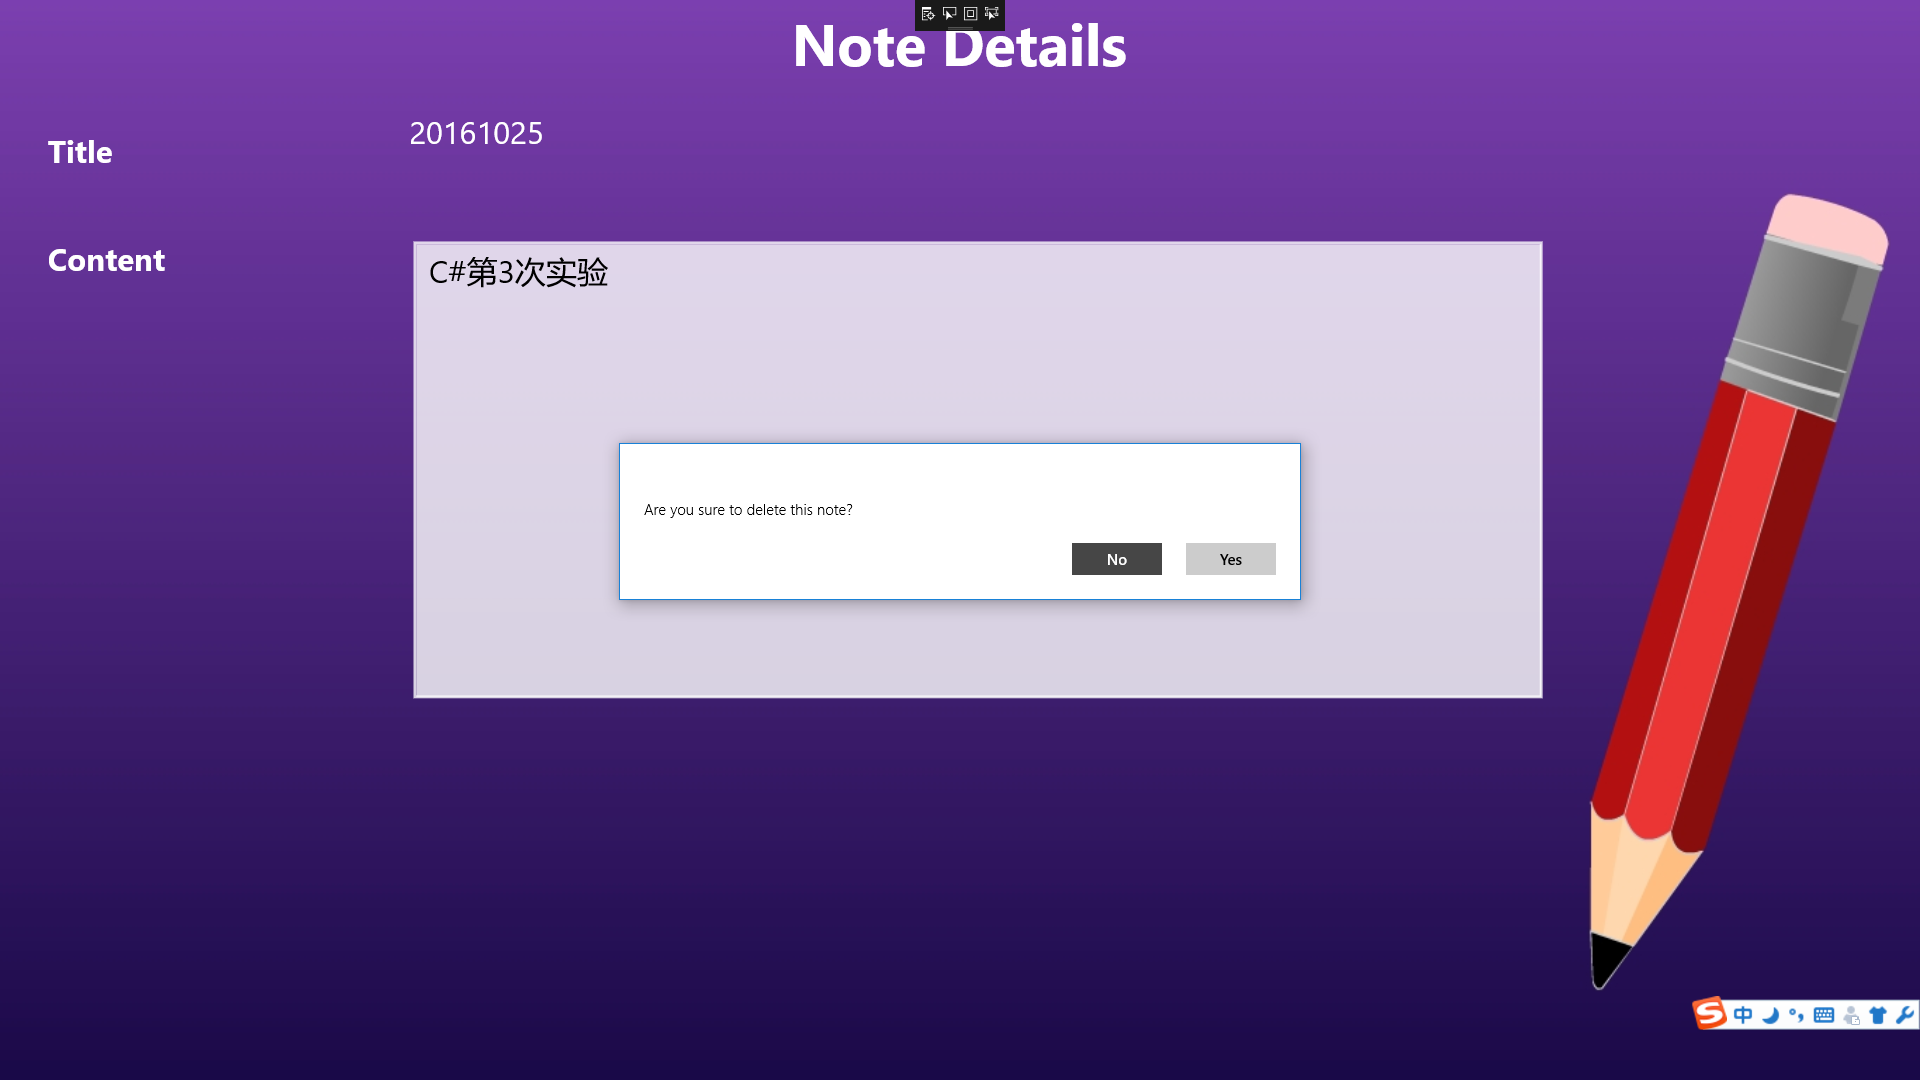 Note Details
Title
20161025
Content
C#第3次实验
Are you sure to delete this note?
No
Yes
S
中